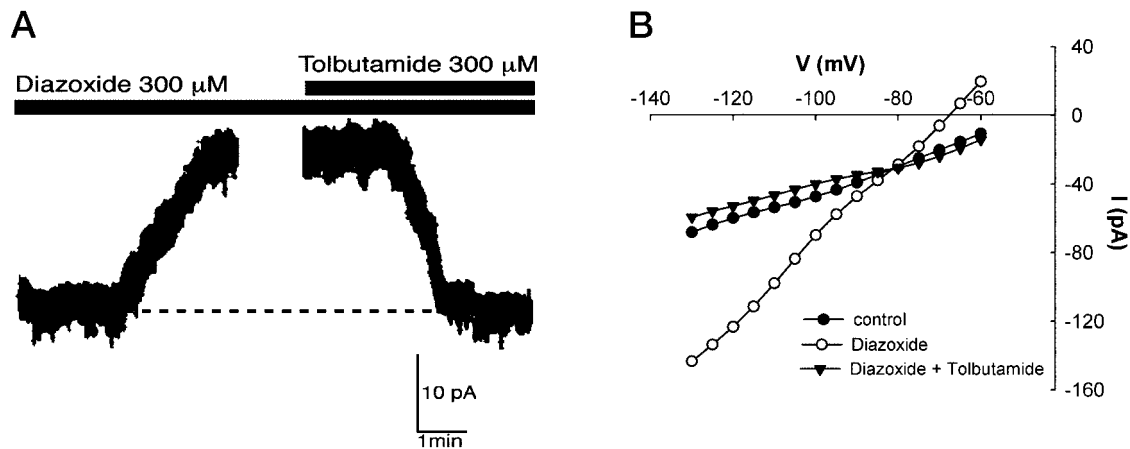 A
Diazoxide 300 μM
Tolbutamide 300 μM
10 pA
1min
B
V (mV)
-140 -120 -100 -80 -60
40
0
-40
-80
-120
-160
I (pA)
control
Diazoxide
Diazoxide + Tolbutamide